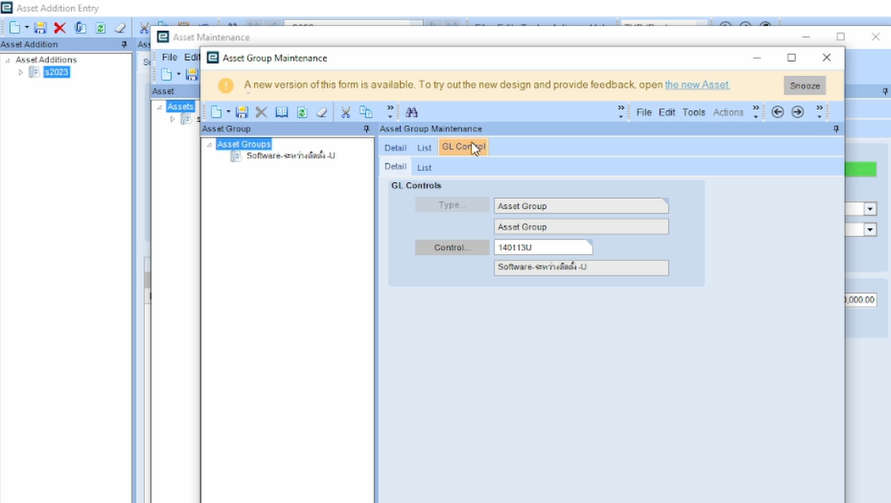 Asset Addition Entry
Asset Maintenance
Asset Addition
Asset Additions
s2023
File
Asset
Assets
Asset Group Maintenance
A new version of this form is available. To try out the new design and provide feedback, open the new Asset
Snooze
File Edit Tools Actions
Asset Group
Asset Groups
Software-ระหว่างติดตั้ง-U
Asset Group Maintenance
Detail List GL Control
Detail List
GL Controls
Type... Asset Group
Asset Group
Control... 140113U
Software-ระหว่างติดตั้ง -U
0,000.00